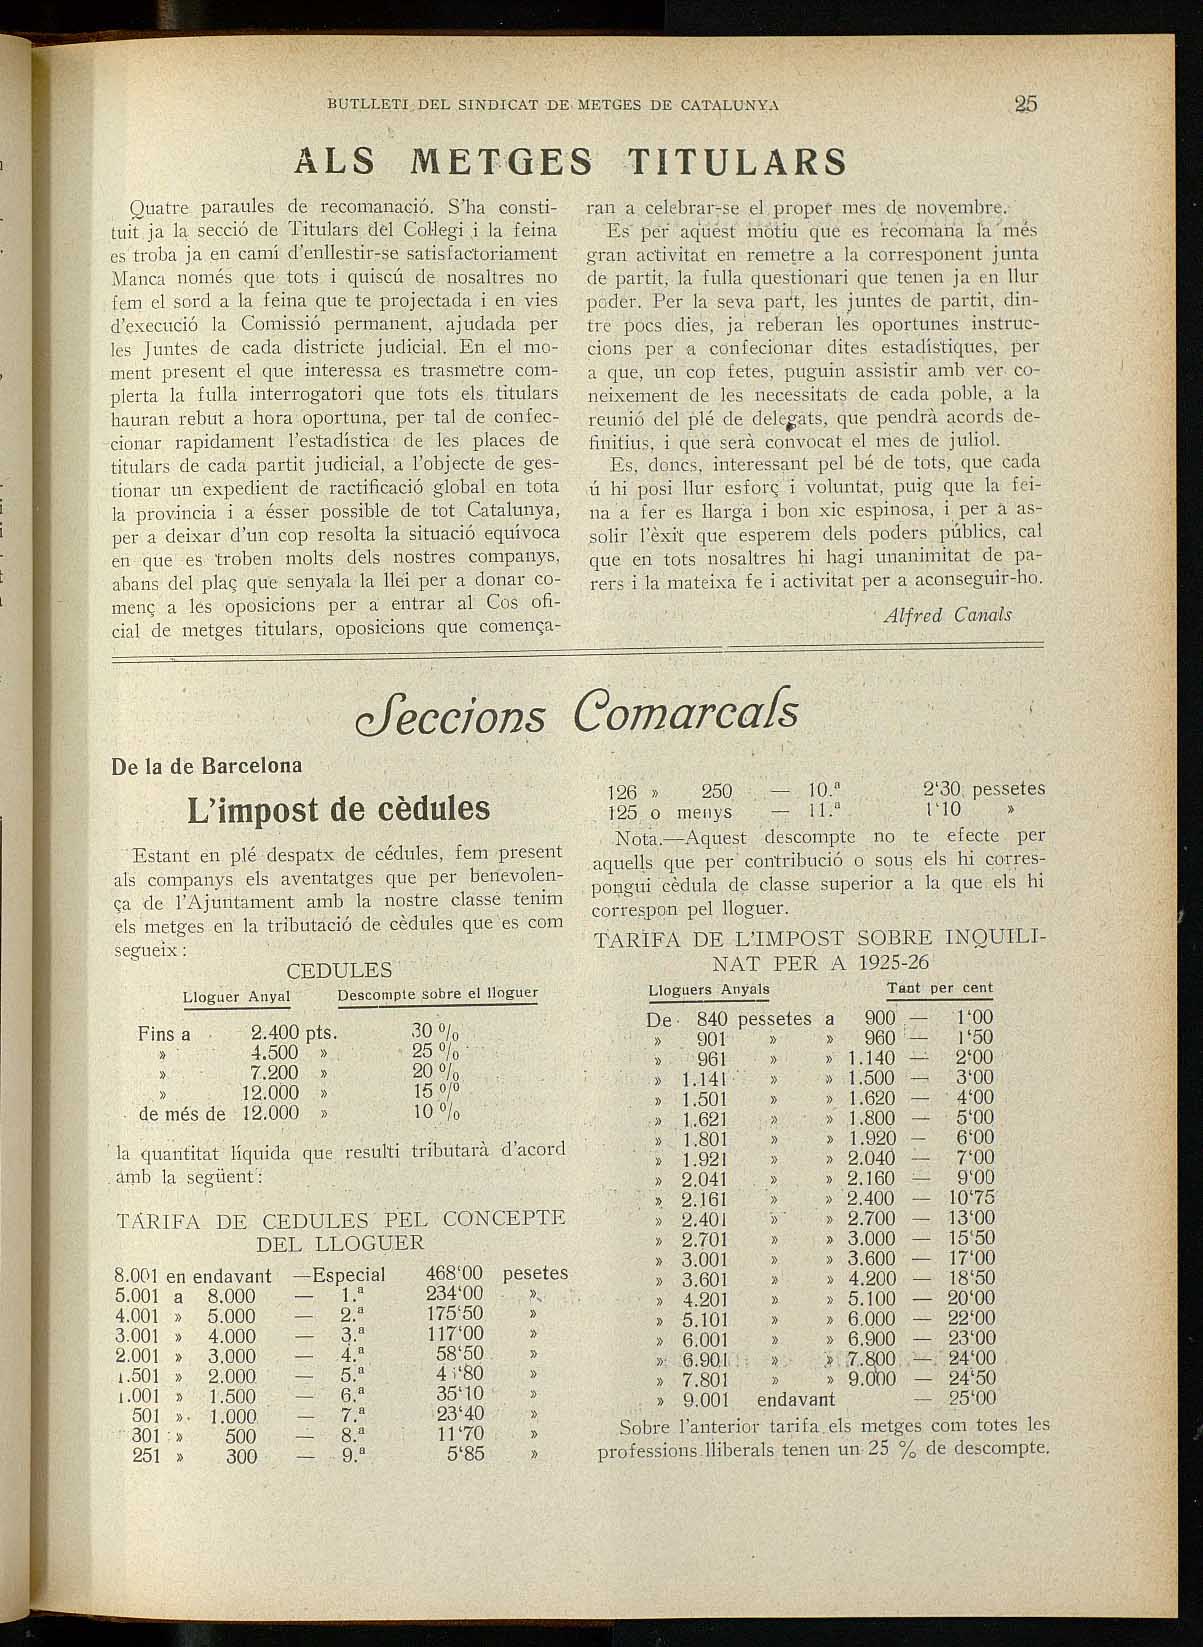 BUTLLETI DEL SINDICAT DE METGES DE CATALUNYA 25
ALS METGES TITULARS
Quatre paraules de recomanació. S'ha consti-
tuit ja la secció de Titulars del Collegi i la feina
es troba ja en camí d'enllestir-se satisfactoriament
Manca només que tots i quiscú de nosaltres no
fem el sord a la feina que te projectada i en vies
d'execució la Comissió permanent, ajudada per
les Juntes de cada districte judicial. En el mo-
ment present el que interessa es trasmetre com-
plerta la fulla interrogatori que tots els titulars
hauran rebut a hora oportuna, per tal de confec-
cionar rapidament l'estadística de les places de
titulars de cada partit judicial, a l'objecte de ges-
tionar un expedient de ractificació global en tota
la provincia i a ésser possible de tot Catalunya,
per a deixar d'un cop resolta la situació equívoca
en que es troben molts dels nostres companys,
abans del plaç que senyala la llei per a donar co-
menç a les oposicions per a entrar al Cos ofi-
cial de metges titulars, oposicions que comença-
ran a celebrar-se el proper mes de novembre.
Es per aquest motiu que es recomana la més
gran activitat en remetre a la corresponent junta
de partit, la fulla questionari que tenen ja en llur
poder. Per la seva part, les juntes de partit, din-
tre pocs dies, ja reberan les oportunes instruc-
cions per a confecionar dites estadístiques, per
a que, un cop fetes, puguin assistir amb ver co-
neixement de les necessitats de cada poble, a la
reunió del plé de delegats, que pendrà acords de-
finitius, i que serà convocat el mes de juliol.
Es, doncs, interessant pel bé de tots, que cada
ú hi posi llur esforç i voluntat, puig que la fei-
na a fer es llarga i bon xic espinosa, i per a as-
solir l'èxit que esperem dels poders públics, cal
que en tots nosaltres hi hagi unanimitat de pa-
rers i la mateixa fe i activitat per a aconseguir-ho.
Alfred Canals
Seccions Comarcals
De la de Barcelona
L'impost de cèdules
Estant en plé despatx de cédules, fem present
als companys els aventatges que per benevolen-
ça de l'Ajuntament amb la nostre classe tenim
els metges en la tributació de cèdules que es com
segueix :
CEDULES
Lloguer Anyal Descompte sobre el lloguer
Fins a 2.400 pts. 30 %
» 4.500 » 25 %
» 7.200 » 20 %
» 12.000 » 15 %
de més de 12.000 » 10 %
la quantitat líquida que resulti tributarà d'acord
amb la següent :
TARIFA DE CEDULES PEL CONCEPTE
DEL LLOGUER
8.001 en endavant —Especial 468‘00 pesetes
5.001 a 8.000 — 1.ª 234‘00 »
4.001 » 5.000 — 2.ª 175‘50 »
3.001 » 4.000 — 3.ª 117‘00 »
2.001 » 3.000 — 4.ª 58‘50 »
1.501 » 2.000 — 5.ª 41‘80 »
1.001 » 1.500 — 6.ª 35‘10 »
501 » 1.000 — 7.ª 23‘40 »
301 » 500 — 8.ª 11‘70 »
251 » 300 — 9.ª 5‘85 »
126 » 250 — 10.ª 2‘30 pessetes
125 o menys — 11.ª 1‘10 »
Nota.—Aquest descompte no te efecte per
aquells que per contribució o sous els hi corres-
pongui cèdula de classe superior a la que els hi
correspon pel lloguer.
TARIFA DE L'IMPOST SOBRE INQUILI-
NAT PER A 1925-26
Lloguers Anyals Tant per cent
De 840 pessetes a 900 — 1‘00
» 901 » » 960 — 1‘50
» 961 » » 1.140 — 2‘00
» 1.141 » » 1.500 — 3‘00
» 1.501 » » 1.620 — 4‘00
» 1.621 » » 1.800 — 5‘00
» 1.801 » » 1.920 — 6‘00
» 1.921 » » 2.040 — 7‘00
» 2.041 » » 2.160 — 9‘00
» 2.161 » » 2.400 — 10‘75
» 2.401 » » 2.700 — 13‘00
» 2.701 » » 3.000 — 15‘50
» 3.001 » » 3.600 — 17‘00
» 3.601 » » 4.200 — 18‘50
» 4.201 » » 5.100 — 20‘00
» 5.101 » » 6.000 — 22‘00
» 6.001 » » 6.900 — 23‘00
» 6.901 » » 7.800 — 24‘00
» 7.801 » » 9.000 — 24‘50
» 9.001 endavant — 25‘00
Sobre l'anterior tarifa els metges com totes les
professions lliberals tenen un 25 % de descompte.